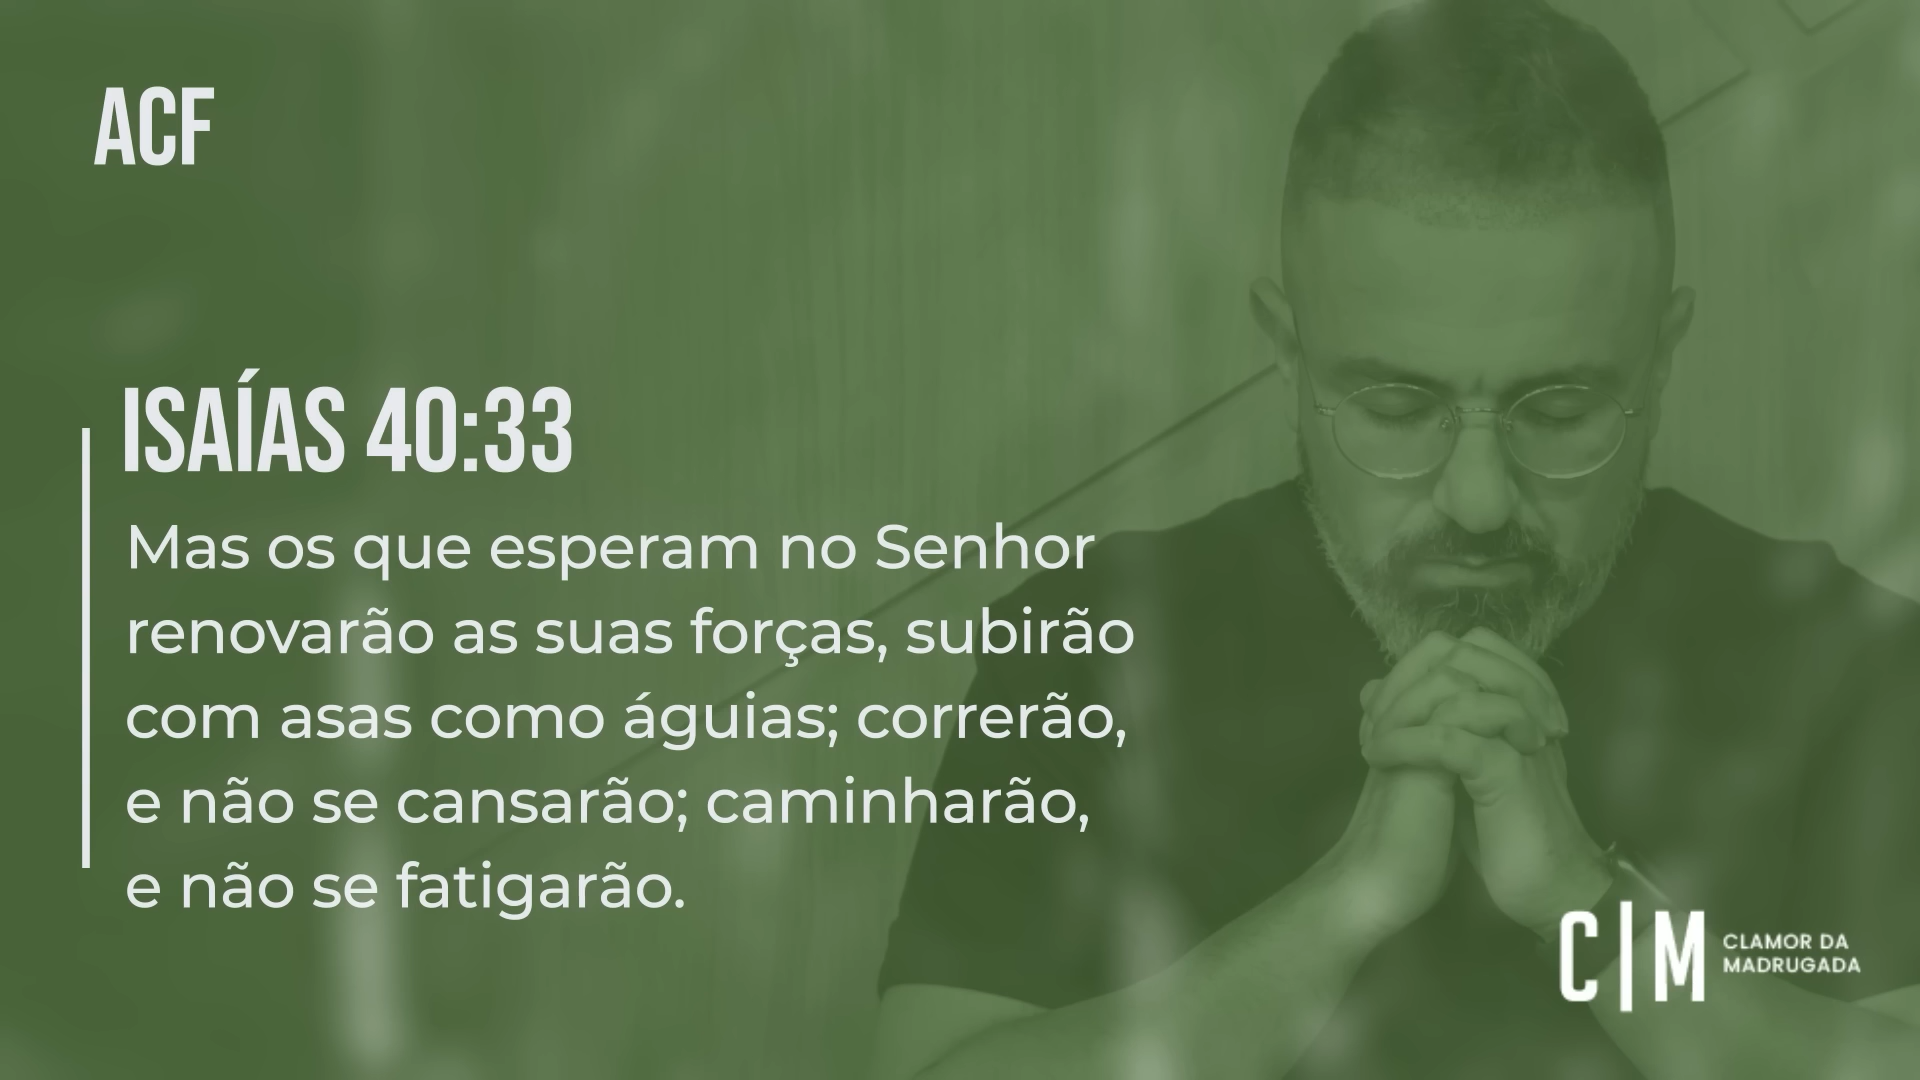 ACF
ISAÍAS 40:33
Mas os que esperam no Senhor
renovarão as suas forças, subirão
com asas como águias; correrão,
e não se cansarão; caminharão,
e não se fatigarão.
C|M
CLAMOR DA
MADRUGADA